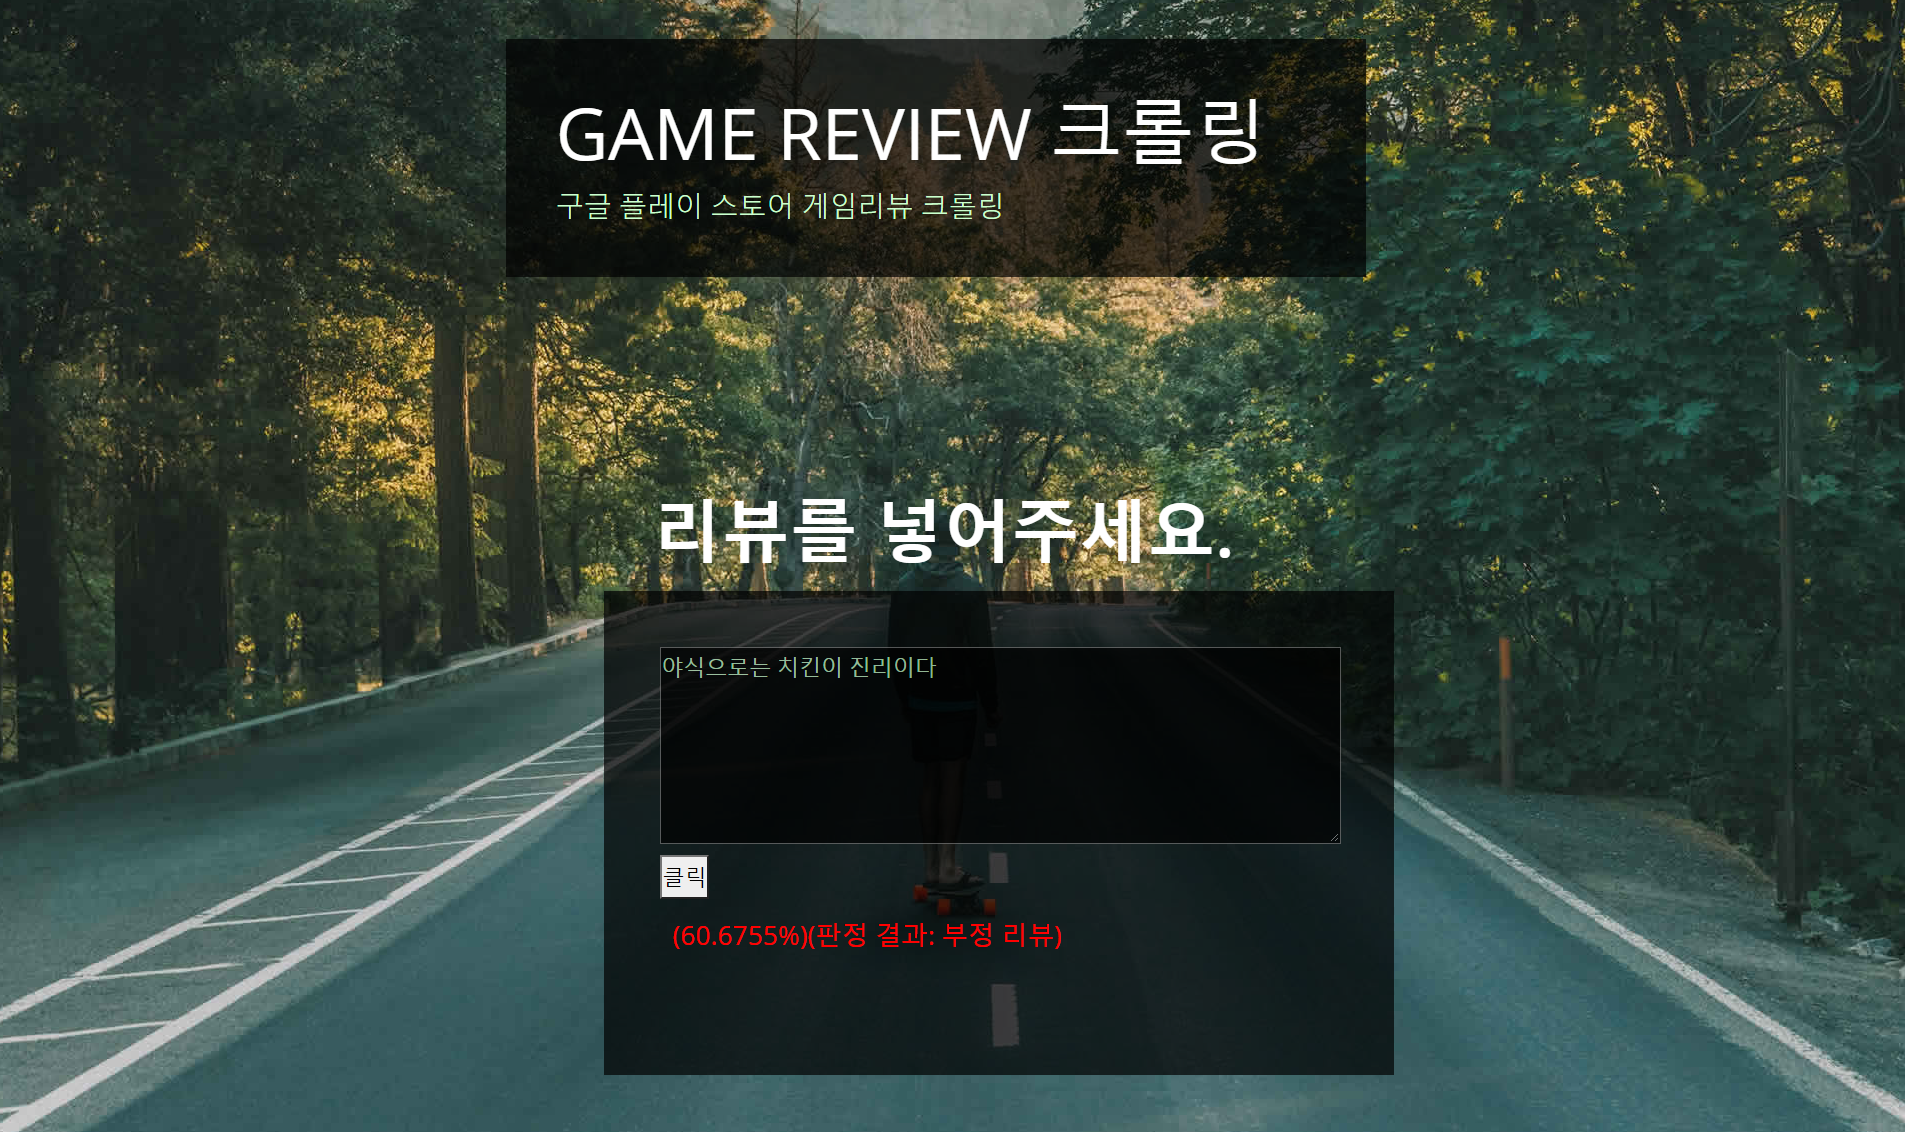 GAME REVIEW 크롤링
구글 플레이 스토어 게임리뷰 크롤링
리뷰를 넣어주세요.
야식으로는 치킨이 진리이다
클릭
(60.6755%)(판정 결과: 부정 리뷰)